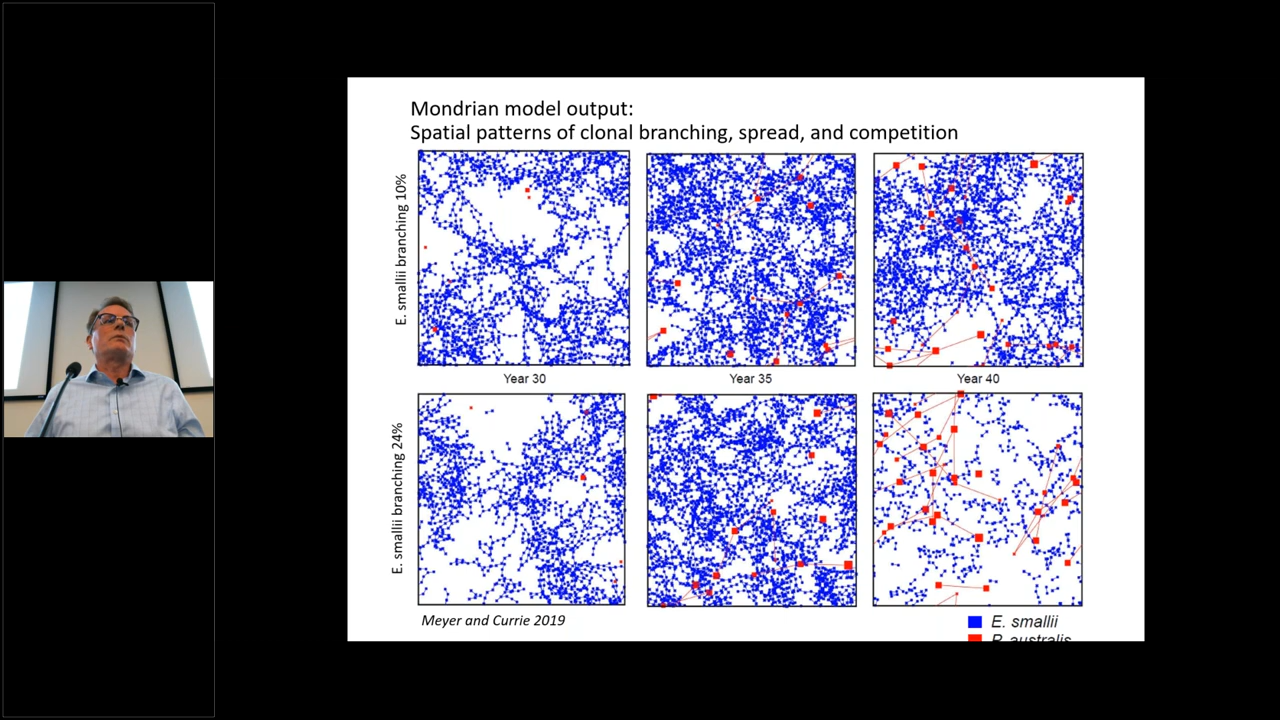 Mondrian model output:
Spatial patterns of clonal branching, spread, and competition
E. smallii branching 10%
Year 30
Year 35
Year 40
E. smallii branching 24%
Meyer and Currie 2019
E. smallii
P. australis